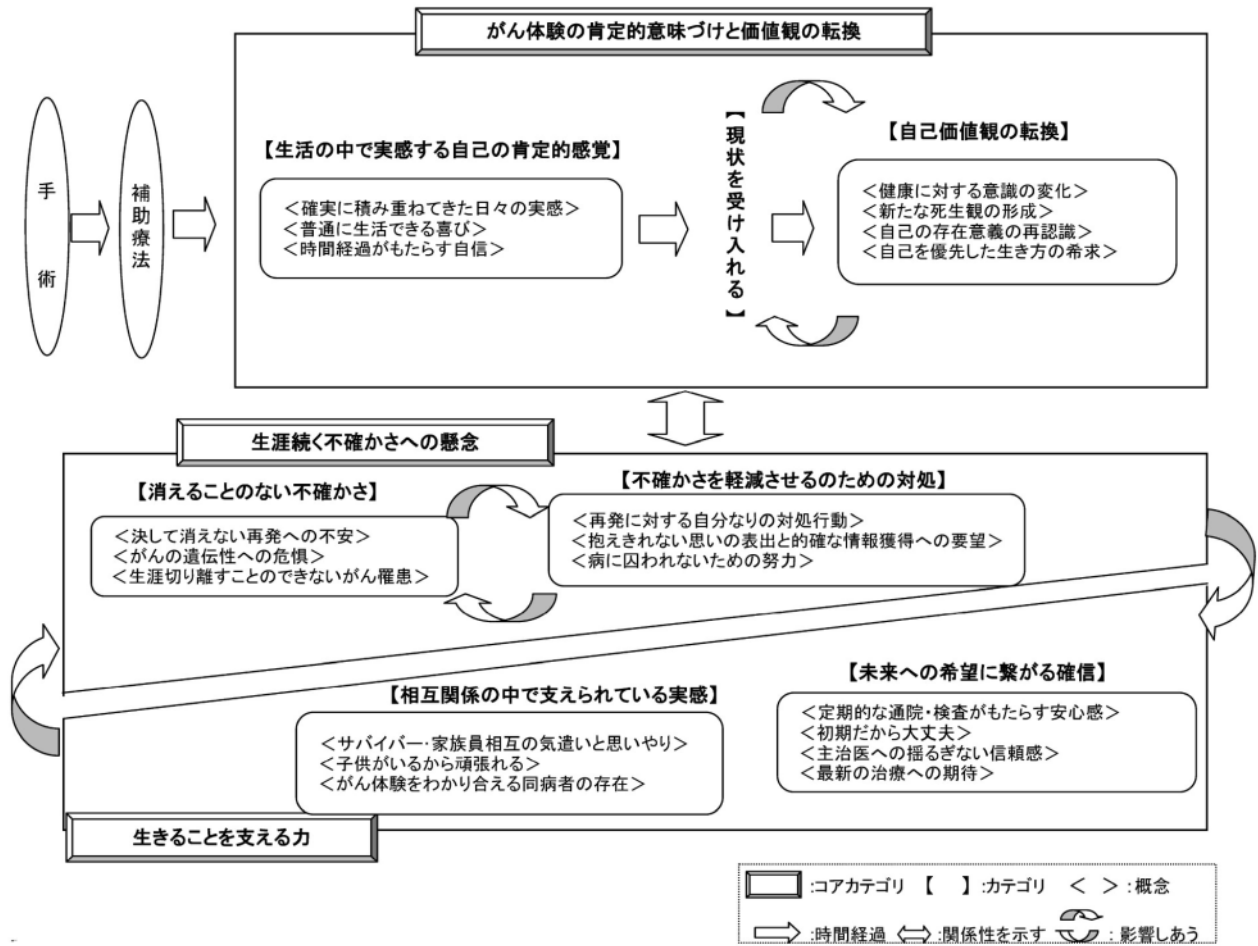 がん体験の肯定的意味づけと価値観の転換
手術
補助療法
【生活の中で実感する自己の肯定的感覚】
＜確実に積み重ねてきた日々の実感＞
＜普通に生活できる喜び＞
＜時間経過がもたらす自信＞
【現状を受け入れる】
【自己価値観の転換】
＜健康に対する意識の変化＞
＜新たな死生観の形成＞
＜自己の存在意義の再認識＞
＜自己を優先した生き方の希求＞
生涯続く不確かさへの懸念
【消えることのない不確かさ】
＜決して消えない再発への不安＞
＜がんの遺伝性への危惧＞
＜生涯切り離すことのできないがん罹患＞
【不確かさを軽減させるのための対処】
＜再発に対する自分なりの対処行動＞
＜抱えきれない思いの表出と的確な情報獲得への要望＞
＜病に囚われないための努力＞
【相互関係の中で支えられている実感】
＜サバイバー・家族員相互の気遣いと思いやり＞
＜子供がいるから頑張れる＞
＜がん体験をわかり合える同病者の存在＞
【未来への希望に繋がる確信】
＜定期的な通院・検査がもたらす安心感＞
＜初期だから大丈夫＞
＜主治医への揺るぎない信頼感＞
＜最新の治療への期待＞
生きることを支える力
:コアカテゴリ 【 】:カテゴリ ＜ ＞:概念
:時間経過 :関係性を示す :影響しあう